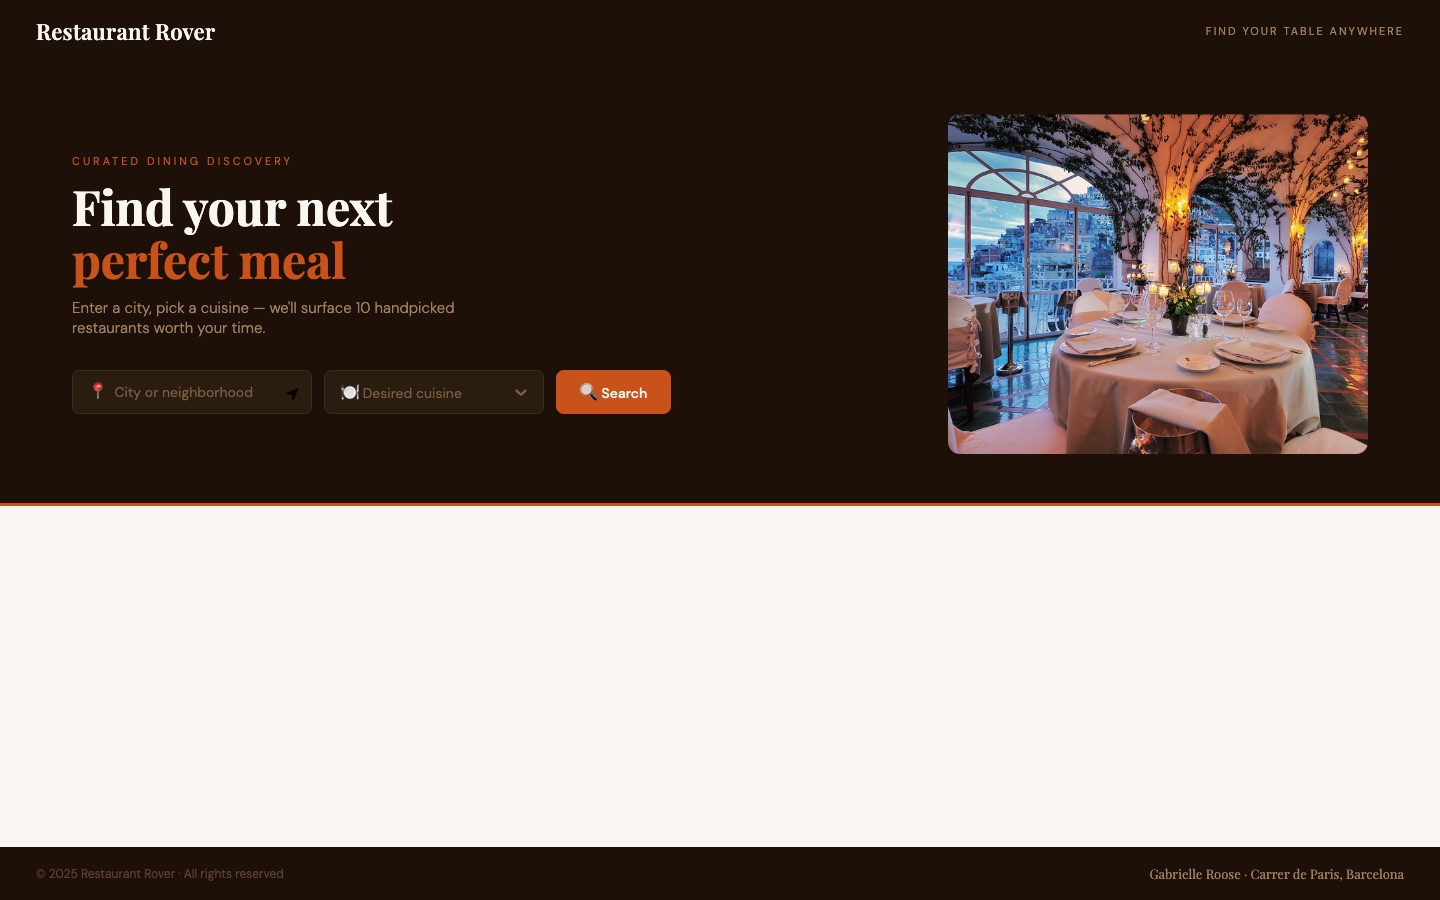 Restaurant Rover
FIND YOUR TABLE ANYWHERE
CURATED DINING DISCOVERY
Find your next
perfect meal
Enter a city, pick a cuisine — we'll surface 10 handpicked
restaurants worth your time.
City or neighborhood
Desired cuisine
Search
© 2025 Restaurant Rover · All rights reserved
Gabrielle Roose · Carrer de Paris, Barcelona